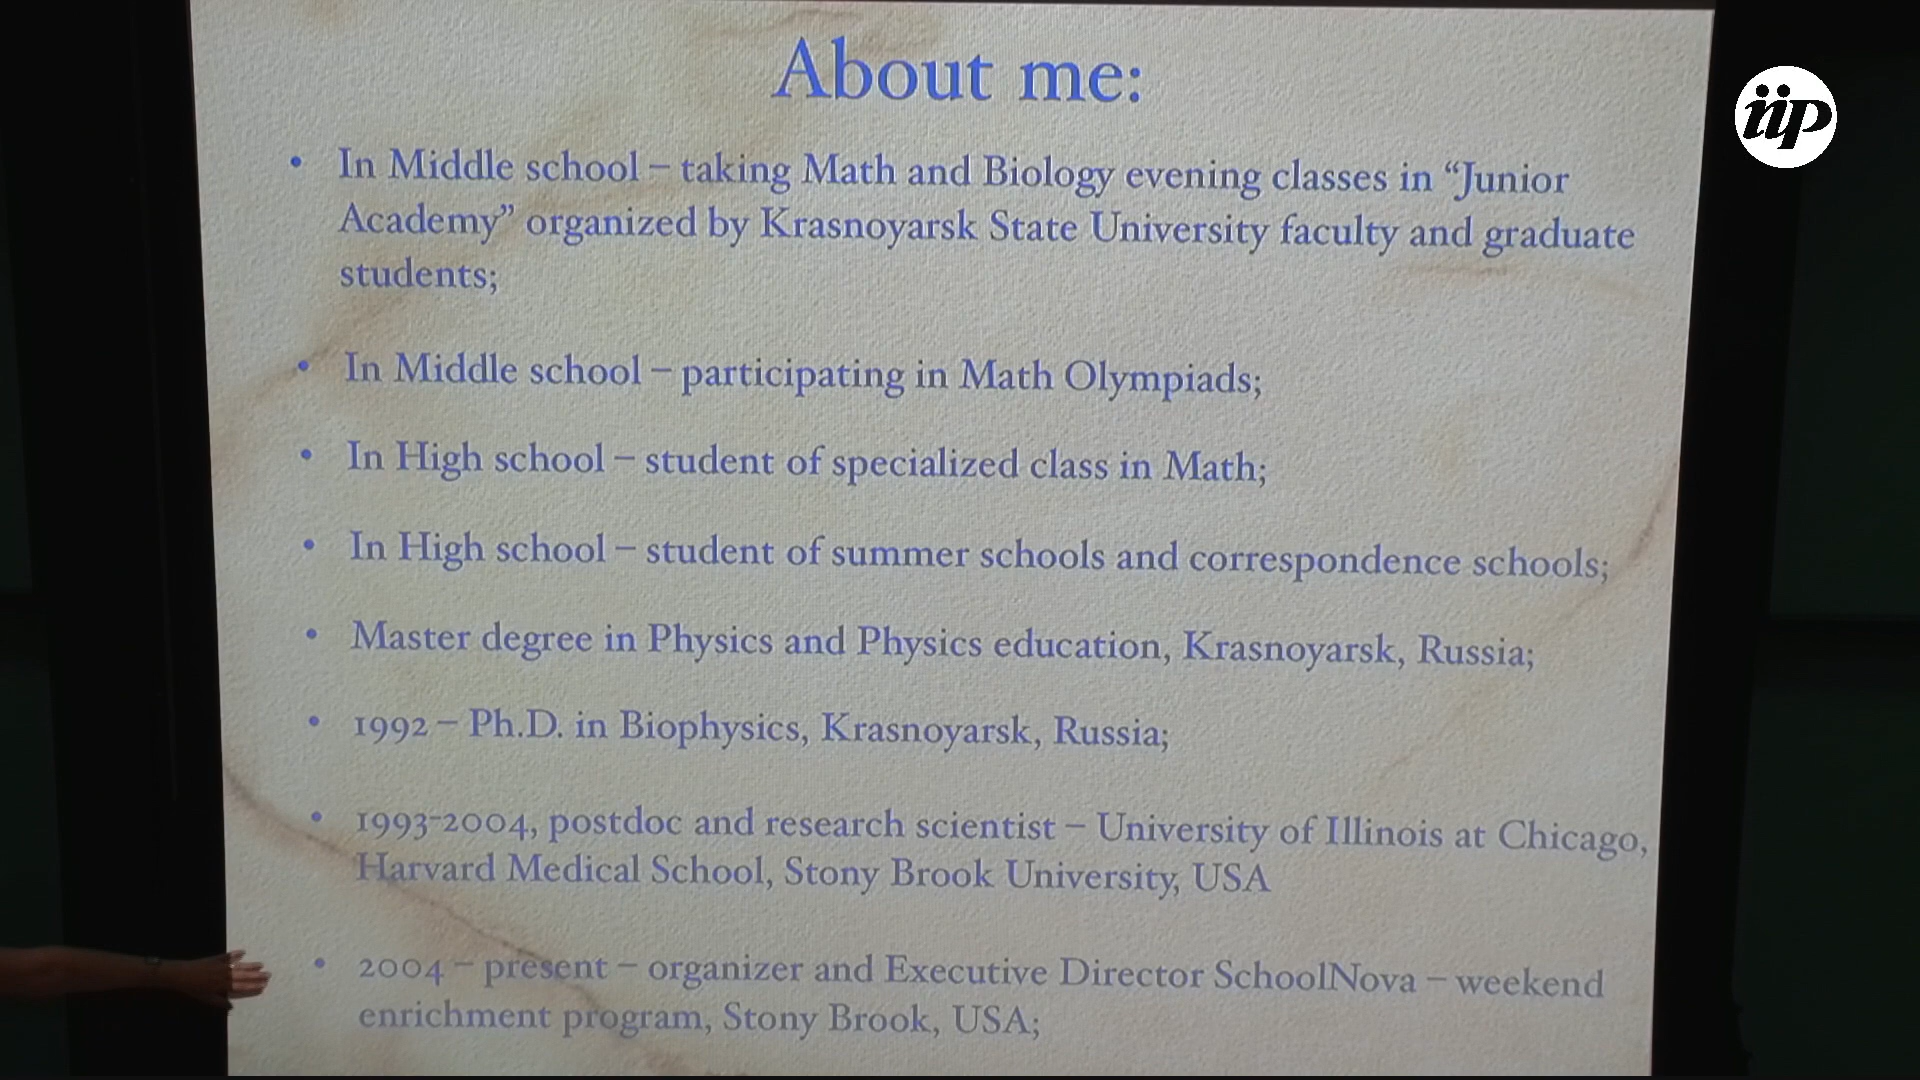 About me:
iip
• In Middle school – taking Math and Biology evening classes in “Junior
Academy” organized by Krasnoyarsk State University faculty and graduate
students;
• In Middle school – participating in Math Olympiads;
• In High school – student of specialized class in Math;
• In High school – student of summer schools and correspondence schools;
• Master degree in Physics and Physics education, Krasnoyarsk, Russia;
• 1992 – Ph.D. in Biophysics, Krasnoyarsk, Russia;
• 1993-2004, postdoc and research scientist – University of Illinois at Chicago,
Harvard Medical School, Stony Brook University, USA
• 2004 – present – organizer and Executive Director SchoolNova – weekend
enrichment program, Stony Brook, USA;